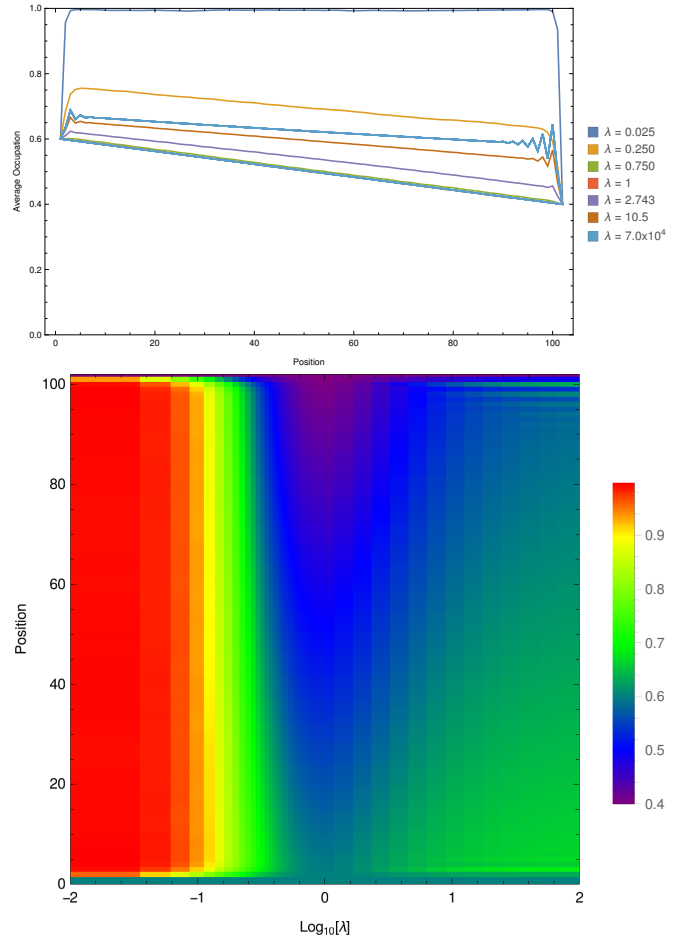 1.0
0.8
0.6
0.4
0.2
0.0
Average Occupation
0 20 40 60 80 100
Position
λ = 0.025
λ = 0.250
λ = 0.750
λ = 1
λ = 2.743
λ = 10.5
λ = 7.0x10⁴
100
80
60
40
20
0
Position
−2 −1 0 1 2
Log₁₀[λ]
0.9
0.8
0.7
0.6
0.5
0.4